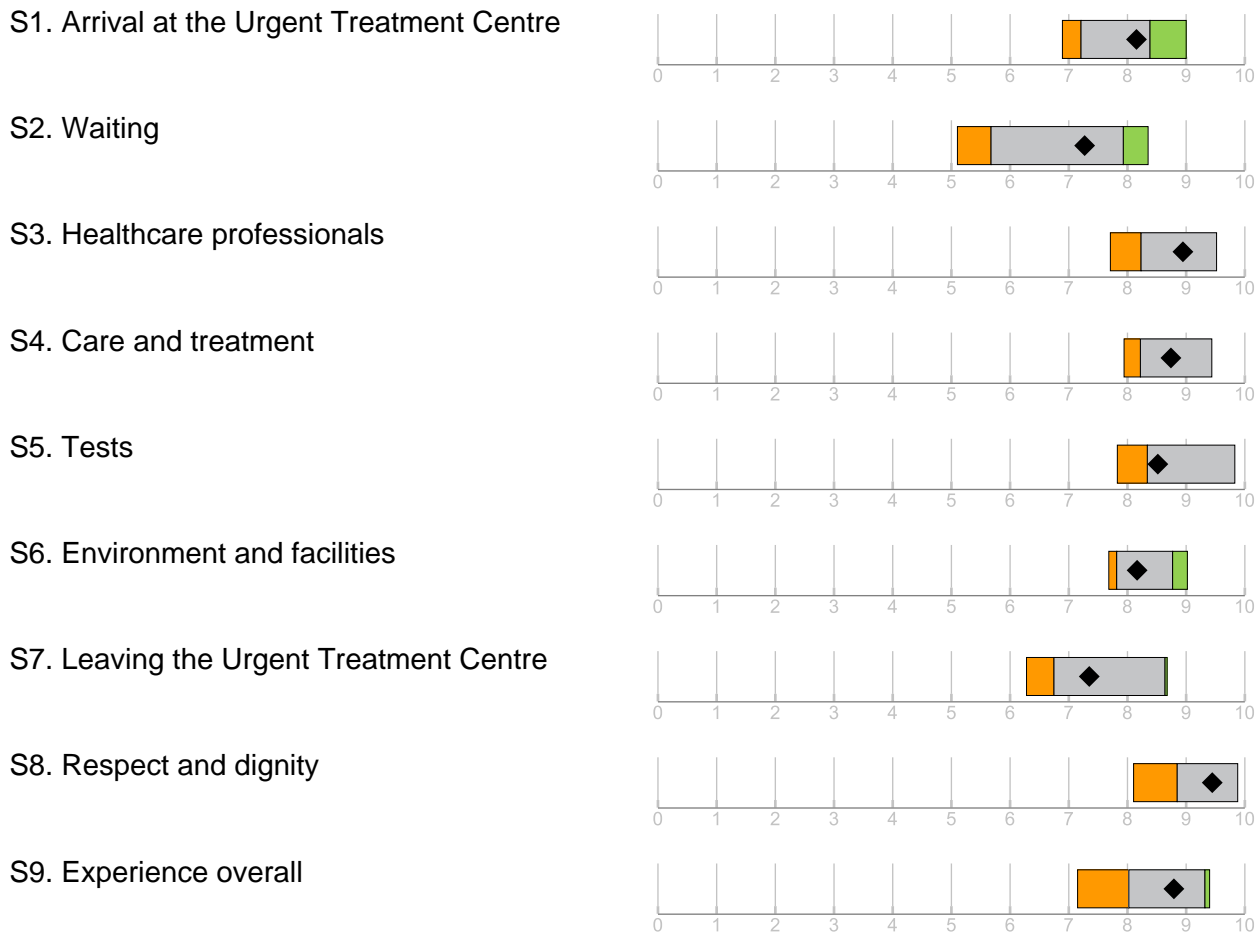 S1. Arrival at the Urgent Treatment Centre
0 1 2 3 4 5 6 7 8 9 10
S2. Waiting
0 1 2 3 4 5 6 7 8 9 10
S3. Healthcare professionals
0 1 2 3 4 5 6 7 8 9 10
S4. Care and treatment
0 1 2 3 4 5 6 7 8 9 10
S5. Tests
0 1 2 3 4 5 6 7 8 9 10
S6. Environment and facilities
0 1 2 3 4 5 6 7 8 9 10
S7. Leaving the Urgent Treatment Centre
0 1 2 3 4 5 6 7 8 9 10
S8. Respect and dignity
0 1 2 3 4 5 6 7 8 9 10
S9. Experience overall
0 1 2 3 4 5 6 7 8 9 10